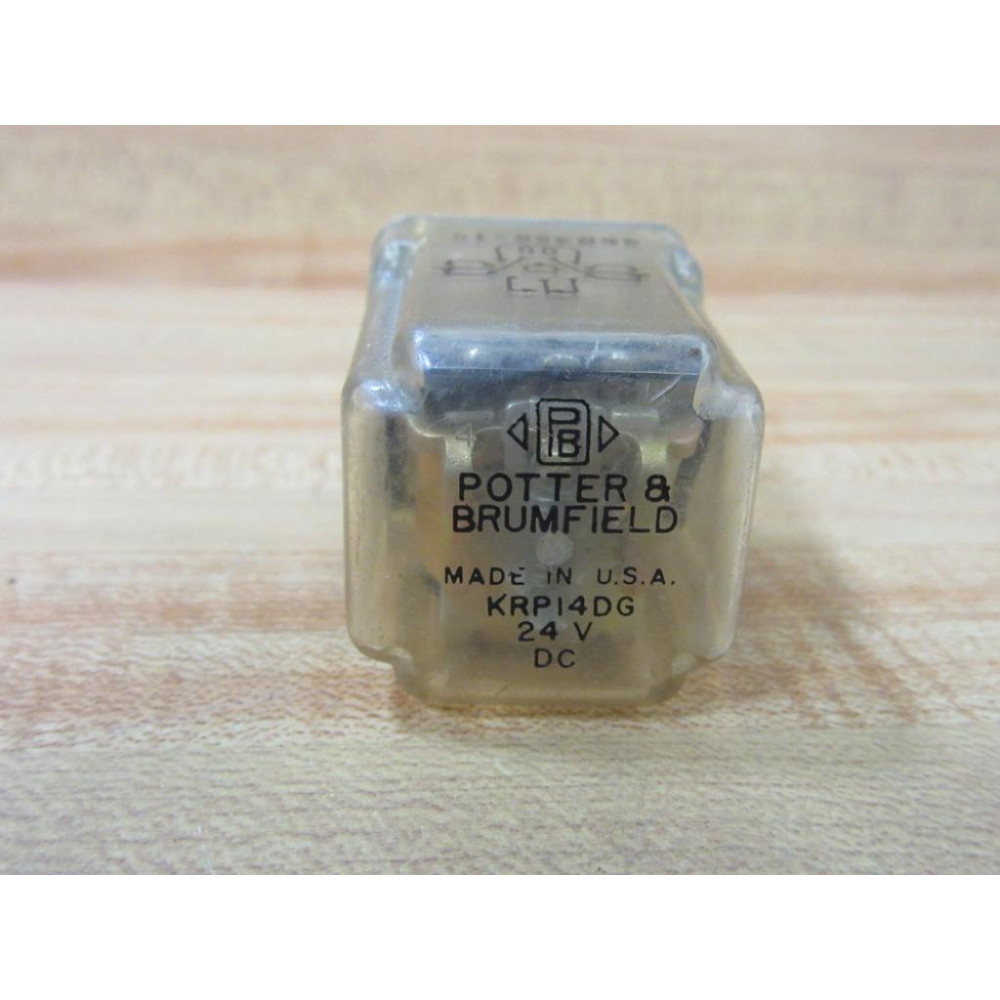 PB
POTTER &
BRUMFIELD
MADE IN U.S.A.
KRP14DG
24 V
DC